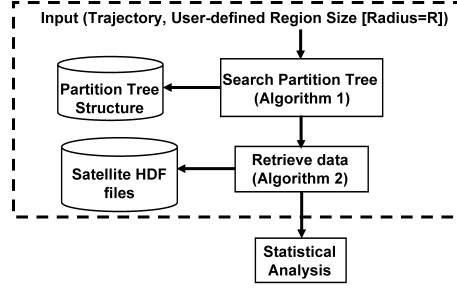 Input (Trajectory, User-defined Region Size [Radius=R])
Partition Tree
Structure
Search Partition Tree
(Algorithm 1)
Satellite HDF
files
Retrieve data
(Algorithm 2)
Statistical
Analysis